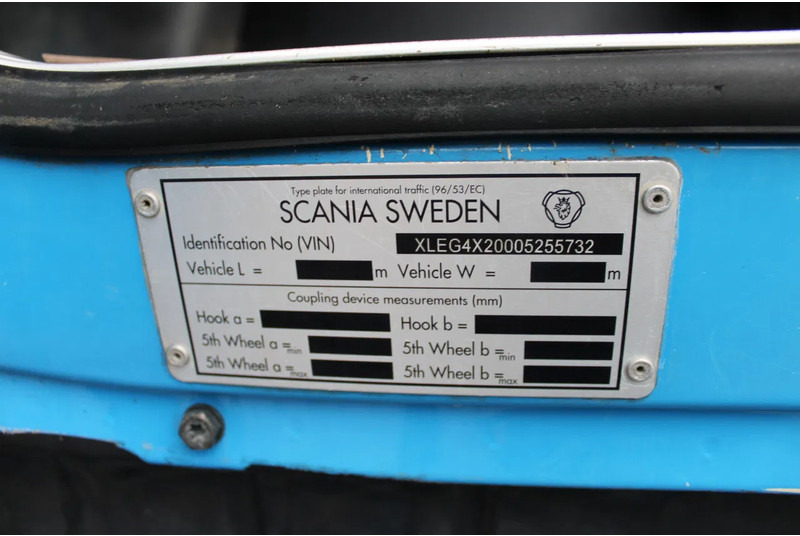 Type plate for international traffic (96/53/EC)
SCANIA SWEDEN
Identification No (VIN) XLEG4X20005255732
Vehicle L = m Vehicle W = m
Coupling device measurements (mm)
Hook a = Hook b =
5th Wheel a = min 5th Wheel b = min
5th Wheel a = max 5th Wheel b = max